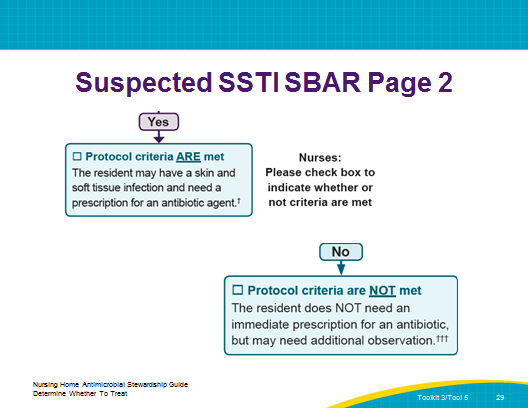 Suspected SSTI SBAR Page 2
Yes
☐ Protocol criteria ARE met
The resident may have a skin and
soft tissue infection and need a
prescription for an antibiotic agent.†
Nurses:
Please check box to
indicate whether or
not criteria are met
No
☐ Protocol criteria are NOT met
The resident does NOT need an
immediate prescription for an antibiotic,
but may need additional observation.†††
Nursing Home Antimicrobial Stewardship Guide
Determine Whether To Treat
Toolkit 3/Tool 5 29